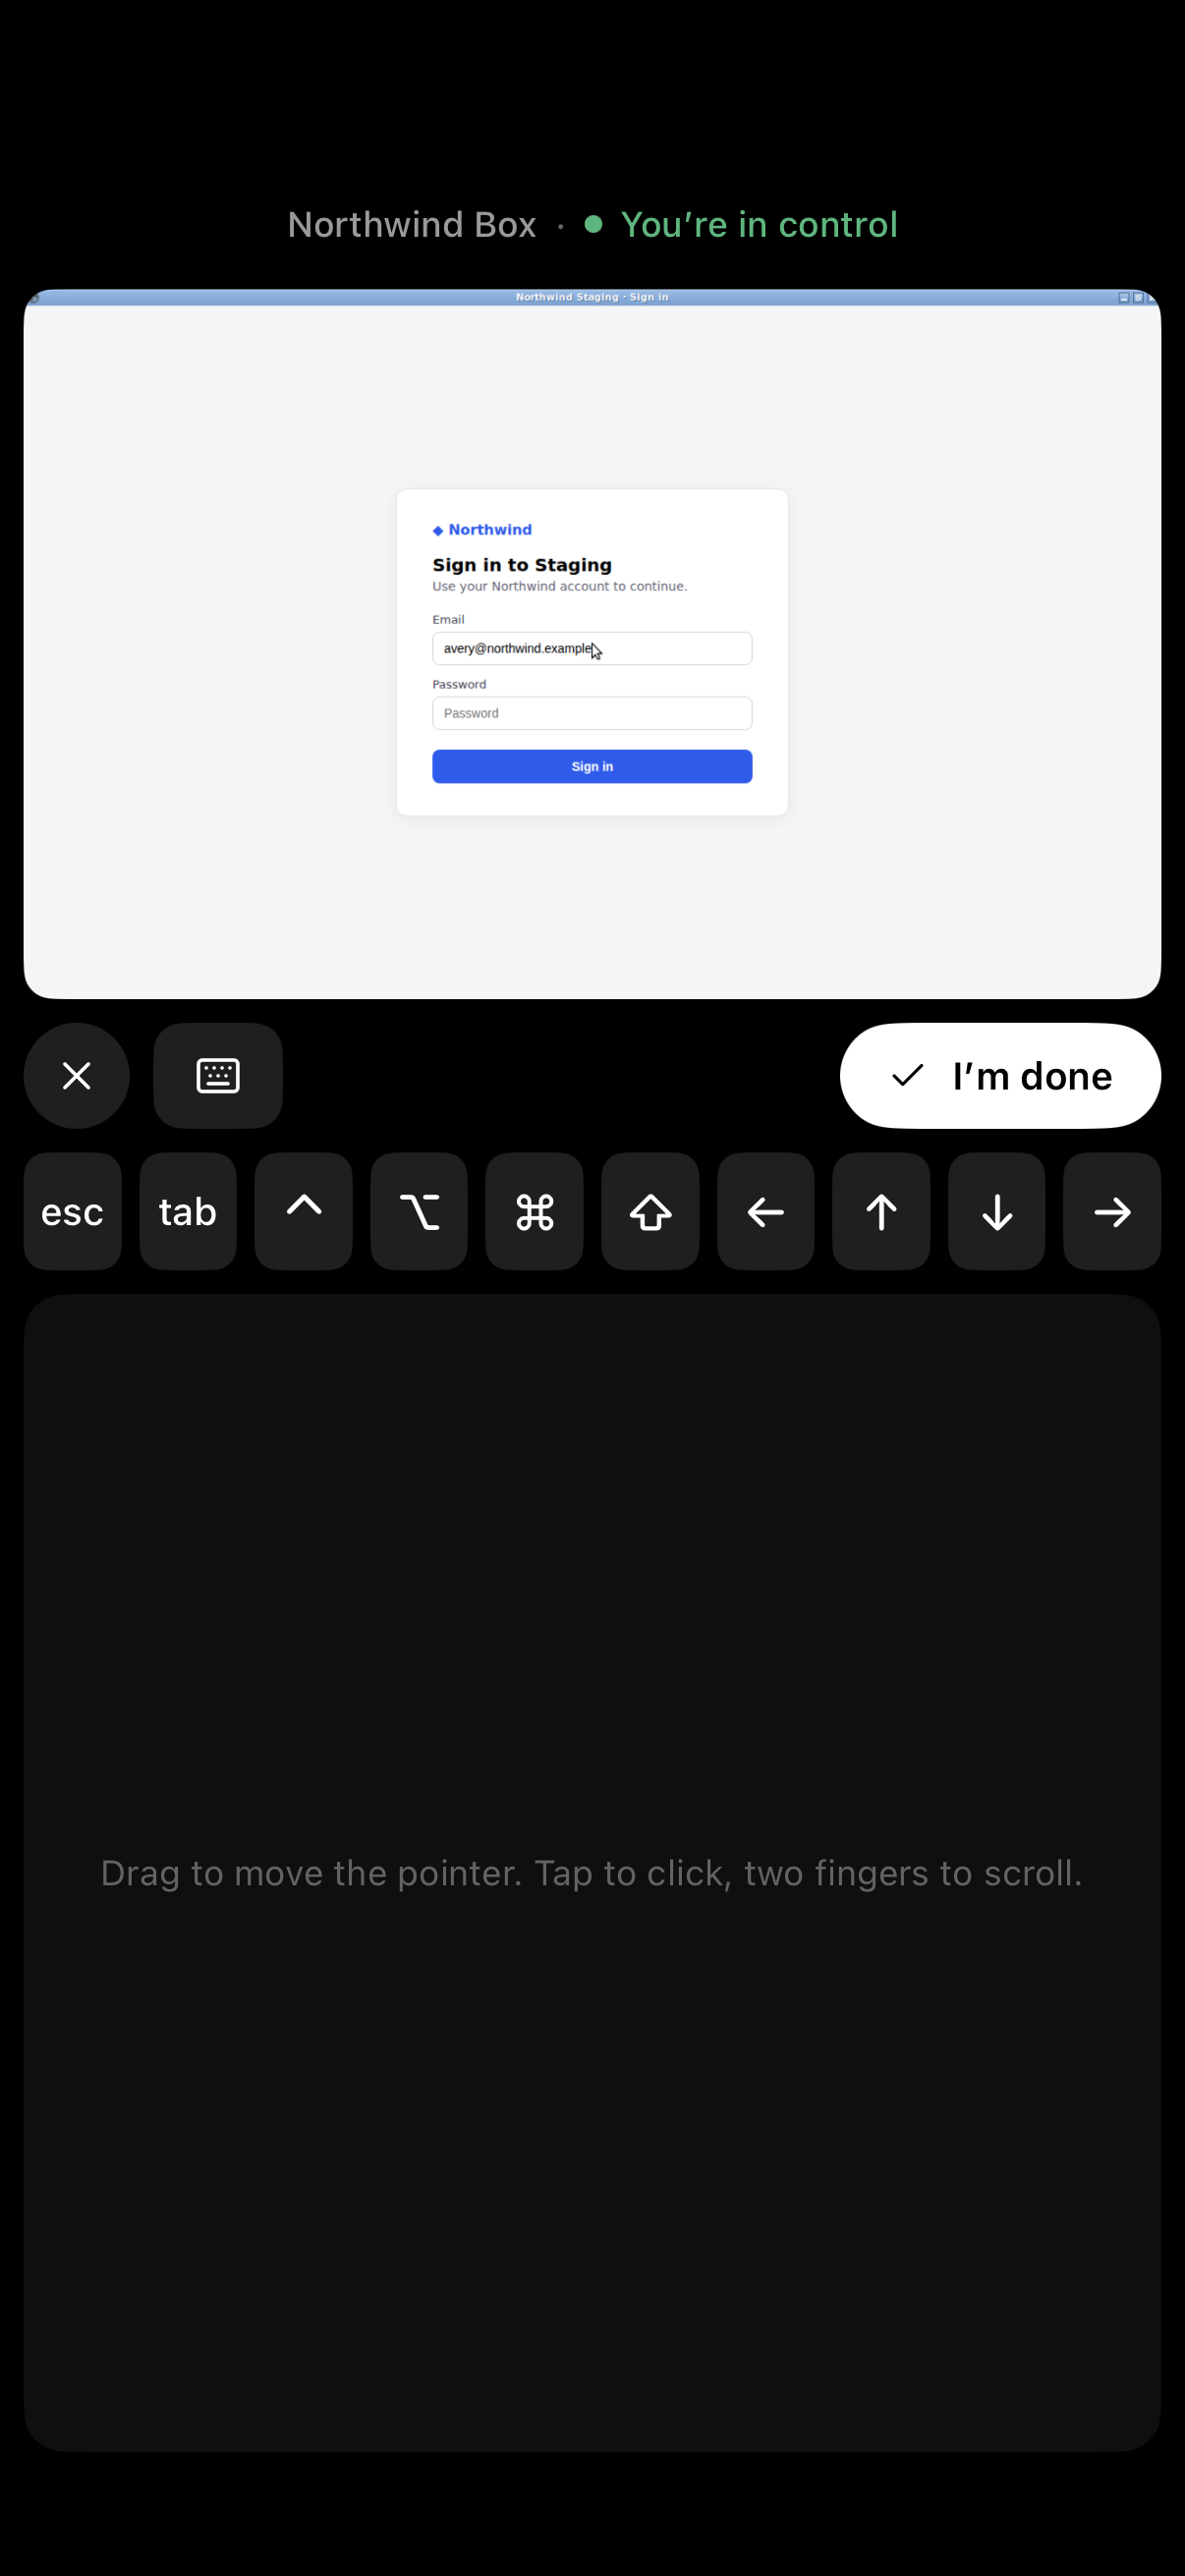 Northwind Box · You’re in control
Northwind Staging - Sign in
Northwind
Sign in to Staging
Use your Northwind account to continue.
Email
avery@northwind.example
Password
Password
Sign in
I’m done
esc tab
Drag to move the pointer. Tap to click, two fingers to scroll.